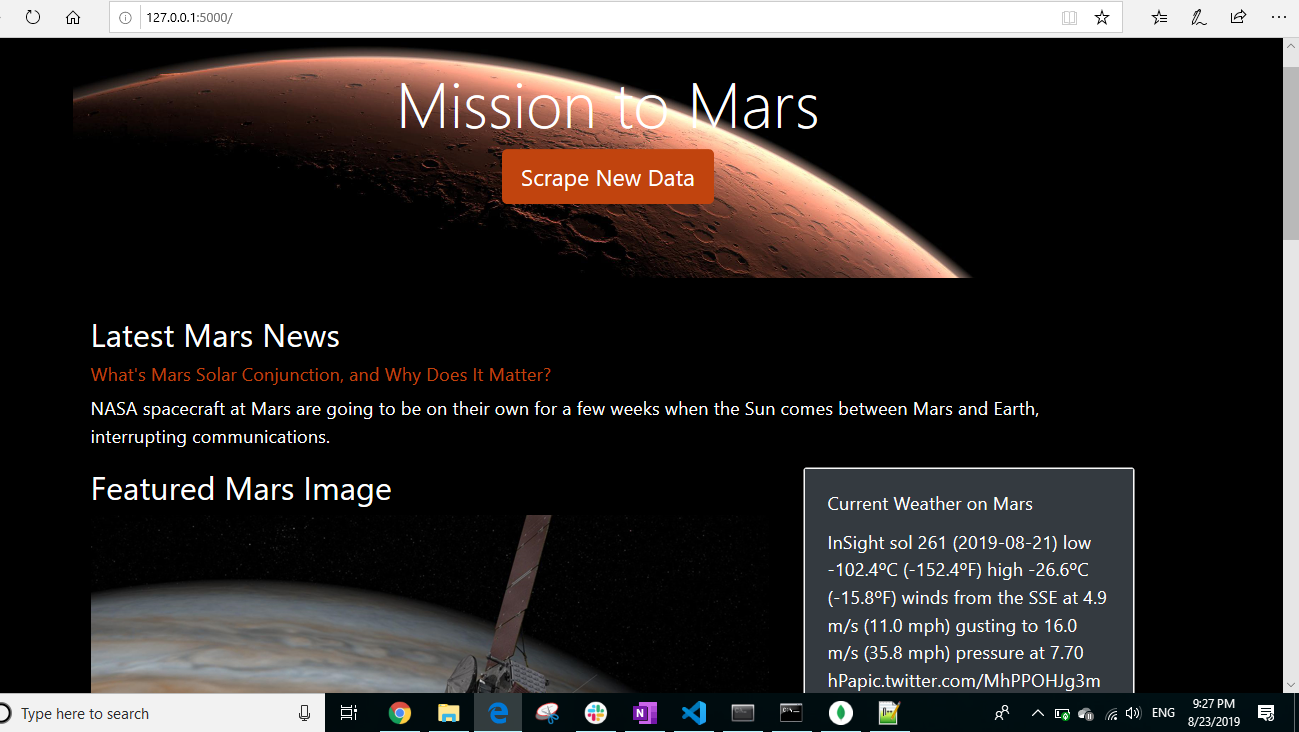 127.0.0.1:5000/
Mission to Mars
Scrape New Data
Latest Mars News
What's Mars Solar Conjunction, and Why Does It Matter?
NASA spacecraft at Mars are going to be on their own for a few weeks when the Sun comes between Mars and Earth,
interrupting communications.
Featured Mars Image
Current Weather on Mars
InSight sol 261 (2019-08-21) low
-102.4ºC (-152.4ºF) high -26.6ºC
(-15.8ºF) winds from the SSE at 4.9
m/s (11.0 mph) gusting to 16.0
m/s (35.8 mph) pressure at 7.70
hPapic.twitter.com/MhPPOHJg3m
Type here to search
N
ENG
9:27 PM
8/23/2019